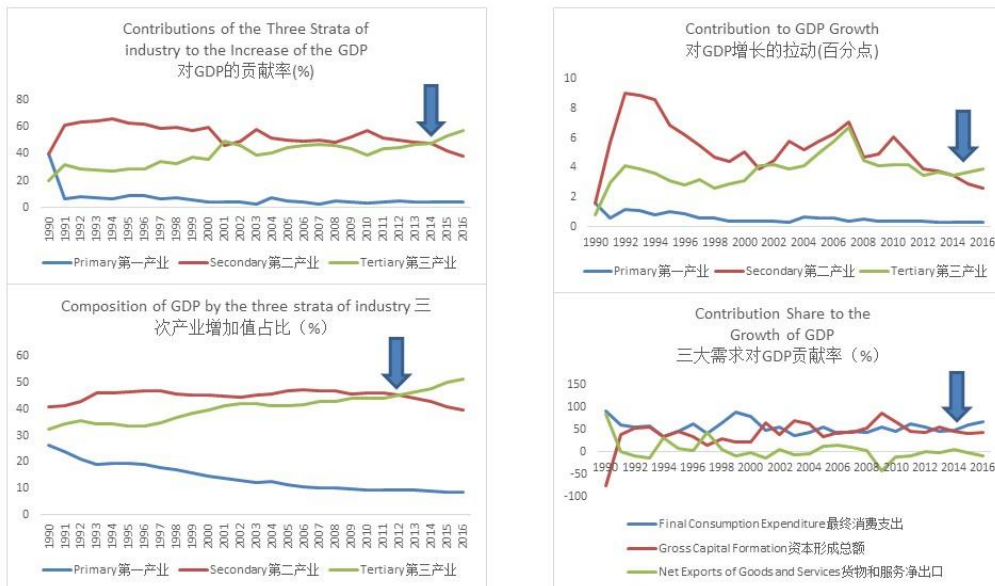 Contributions of the Three Strata of
industry to the Increase of the GDP
对GDP的贡献率(%)
80
60
40
20
0
1990 1991 1992 1993 1994 1995 1996 1997 1998 1999 2000 2001 2002 2003 2004 2005 2006 2007 2008 2009 2010 2011 2012 2013 2014 2015 2016
Primary第一产业 Secondary第二产业 Tertiary第三产业
Contribution to GDP Growth
对GDP增长的拉动(百分点)
10
8
6
4
2
0
1990 1992 1994 1996 1998 2000 2002 2004 2006 2008 2010 2012 2014 2016
Primary第一产业 Secondary第二产业 Tertiary第三产业
Composition of GDP by the three strata of industry 三
次产业增加值占比（%）
60
50
40
30
20
10
0
1990 1991 1992 1993 1994 1995 1996 1997 1998 1999 2000 2001 2002 2003 2004 2005 2006 2007 2008 2009 2010 2011 2012 2013 2014 2015 2016
Primary第一产业 Secondary第二产业 Tertiary第三产业
Contribution Share to the
Growth of GDP
三大需求对GDP贡献率（%）
150
100
50
0
-50
-100
1990 1992 1994 1996 1998 2000 2002 2004 2006 2008 2010 2012 2014 2016
Final Consumption Expenditure最终消费支出
Gross Capital Formation资本形成总额
Net Exports of Goods and Services货物和服务净出口